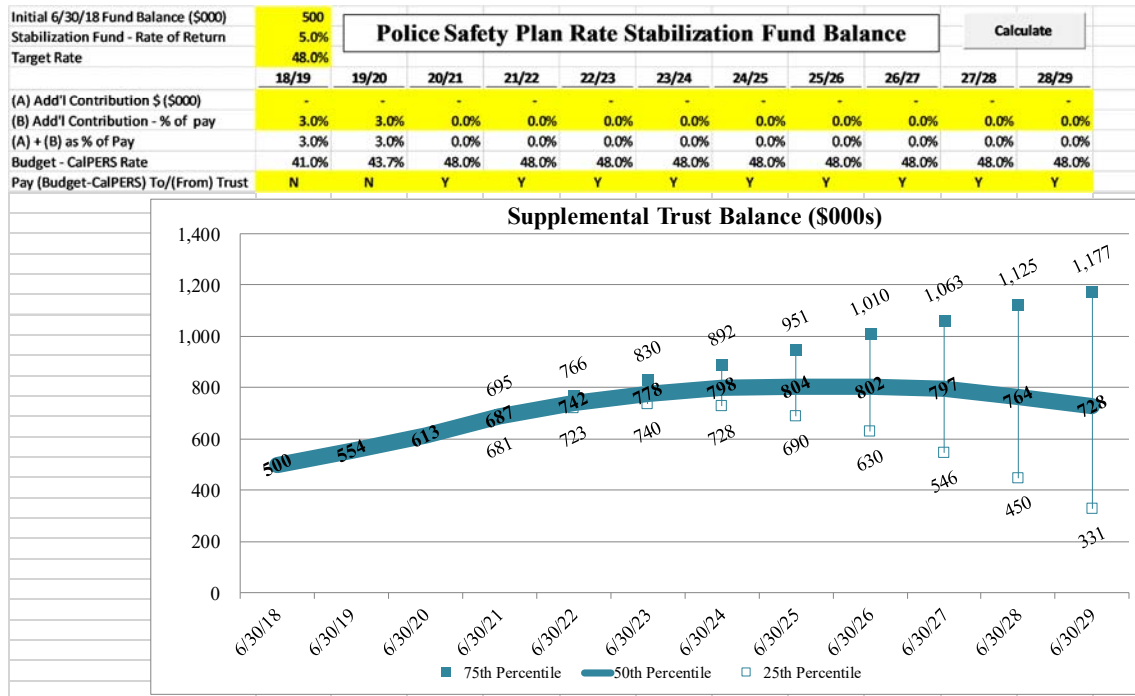 Initial 6/30/18 Fund Balance ($000) 500
Stabilization Fund - Rate of Return 5.0%
Target Rate 48.0%
Police Safety Plan Rate Stabilization Fund Balance
Calculate
18/19 19/20 20/21 21/22 22/23 23/24 24/25 25/26 26/27 27/28 28/29
(A) Add'l Contribution $ ($000) - - - - - - - - - - -
(B) Add'l Contribution - % of pay 3.0% 3.0% 0.0% 0.0% 0.0% 0.0% 0.0% 0.0% 0.0% 0.0% 0.0%
(A) + (B) as % of Pay 3.0% 3.0% 0.0% 0.0% 0.0% 0.0% 0.0% 0.0% 0.0% 0.0% 0.0%
Budget - CalPERS Rate 41.0% 43.7% 48.0% 48.0% 48.0% 48.0% 48.0% 48.0% 48.0% 48.0% 48.0%
Pay (Budget-CalPERS) To/(From) Trust N N Y Y Y Y Y Y Y Y Y
Supplemental Trust Balance ($000s)
1,400
1,200
1,000
800
600
400
200
0
695 766 830 892 951 1,010 1,063 1,125 1,177
500 554 613 687 742 778 798 804 802 797 764 728
681 723 740 728 690 630 546 450 331
6/30/18 6/30/19 6/30/20 6/30/21 6/30/22 6/30/23 6/30/24 6/30/25 6/30/26 6/30/27 6/30/28 6/30/29
75th Percentile 50th Percentile 25th Percentile